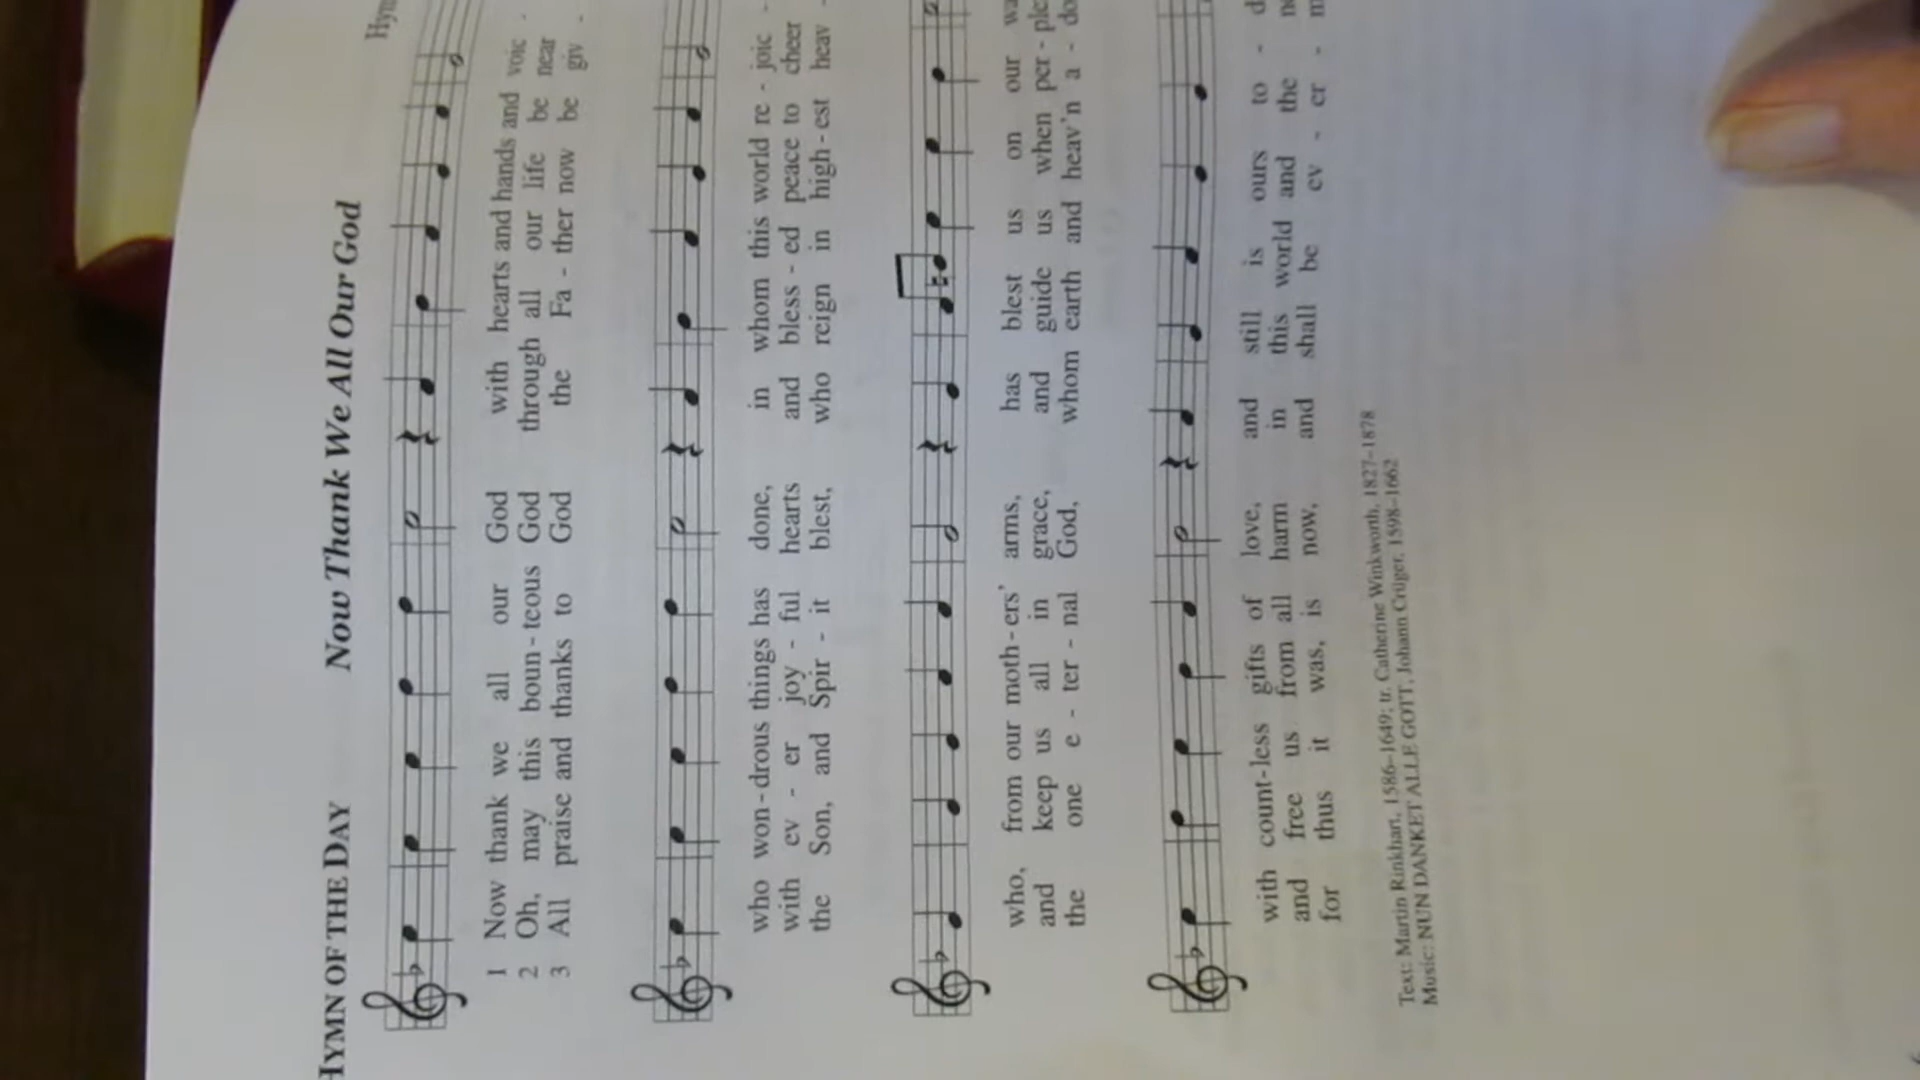 HYMN OF THE DAY Now Thank We All Our God
1 Now thank we all our God with hearts and hands and voic -
2 Oh, may this boun - teous God through all our life be near
3 All praise and thanks to God the Fa - ther now be giv -
who won - drous things has done, in whom this world re - joic -
with ev - er joy - ful hearts and bless - ed peace to cheer
the Son, and Spir - it blest, who reign in high - est heav -
who, from our moth - ers' arms, has blest us on our
and keep us all in grace, and guide us when per -
the one e - ter - nal God, whom earth and heav'n a -
with count - less gifts of love, and still is ours to -
and free us from all harm in this world and the
for thus it was, is now, and shall be ev - er -
Text: Martin Rinkhart, 1586–1649; tr. Catherine Winkworth, 1827–1878
Music: NUN DANKET ALLE GOTT, Johann Crüger, 1598–1662